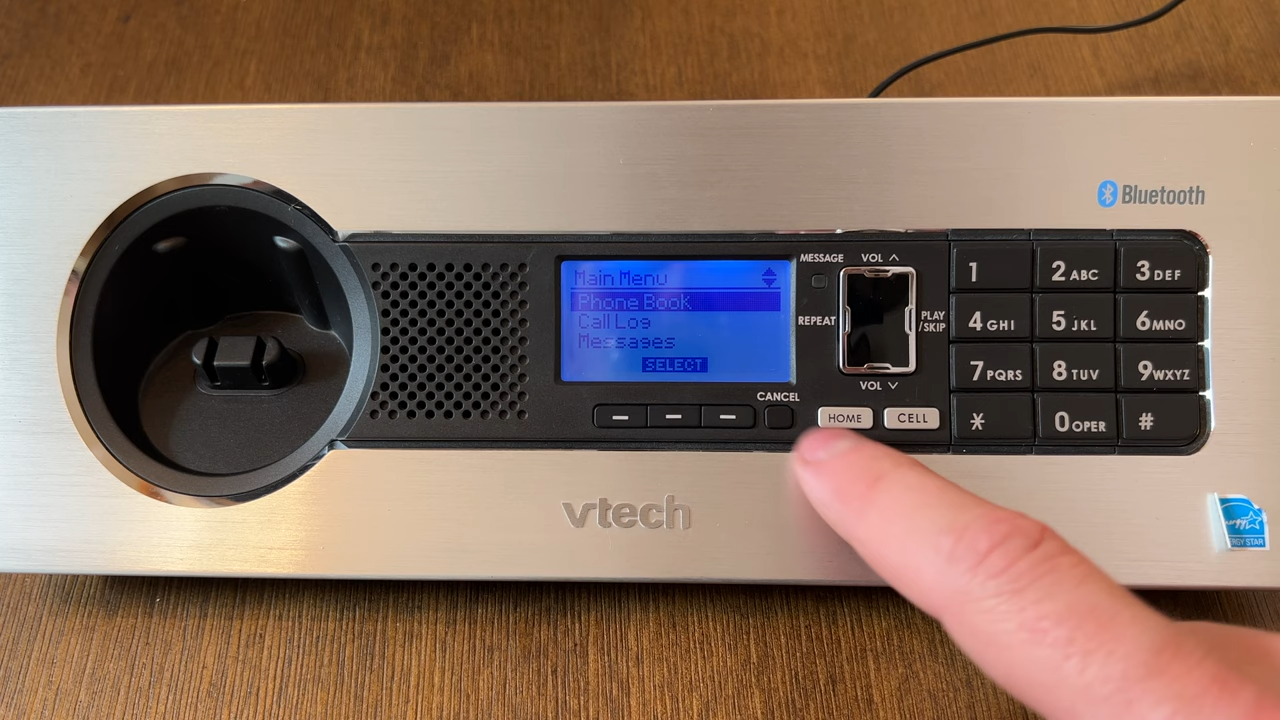 Bluetooth
Main Menu
Phone Book
Call Log
Messages
SELECT
MESSAGE
VOL
REPEAT
PLAY
/SKIP
VOL
CANCEL
HOME
CELL
1
2 ABC
3 DEF
4 GHI
5 JKL
6 MNO
7 PQRS
8 TUV
9 WXYZ
*
0 OPER
#
vtech
ENERGY STAR